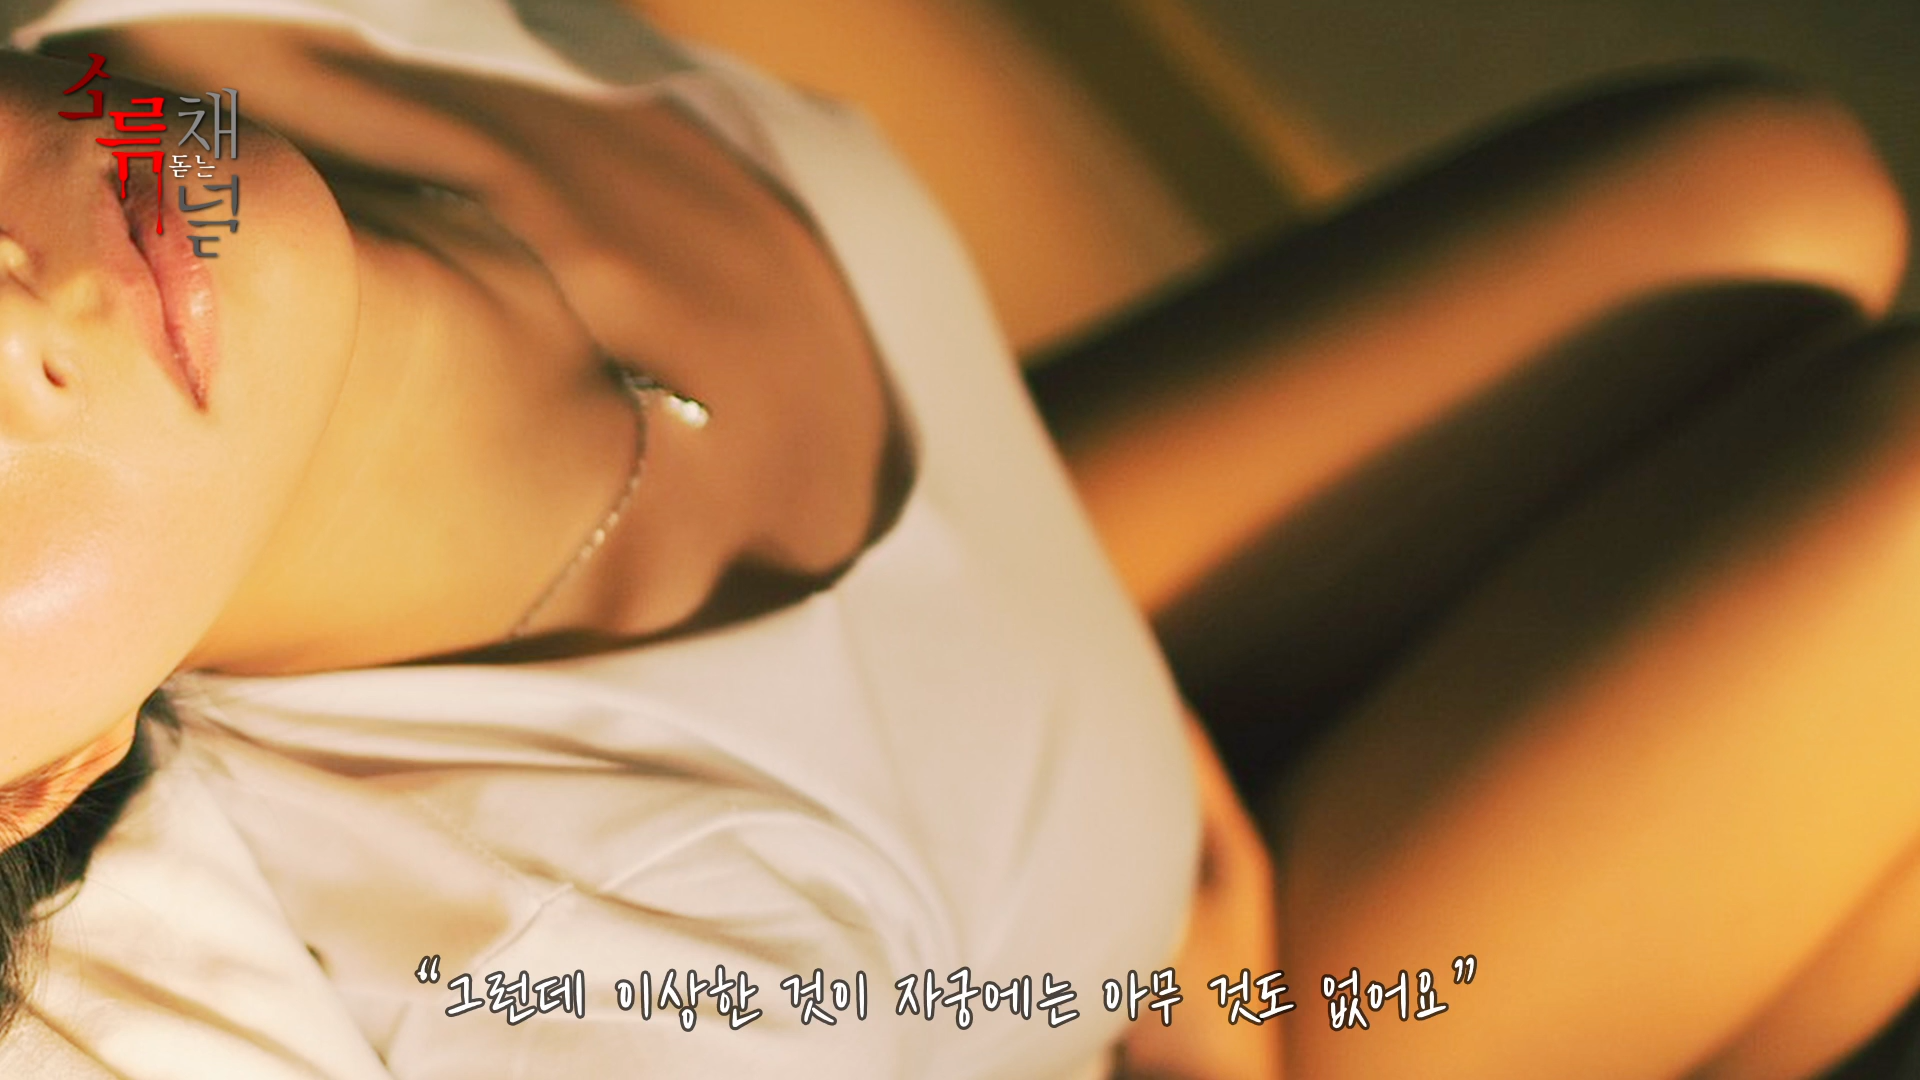 소름
돋는
채널
“그런데 이상한 것이 자궁에는 아무 것도 없어요”